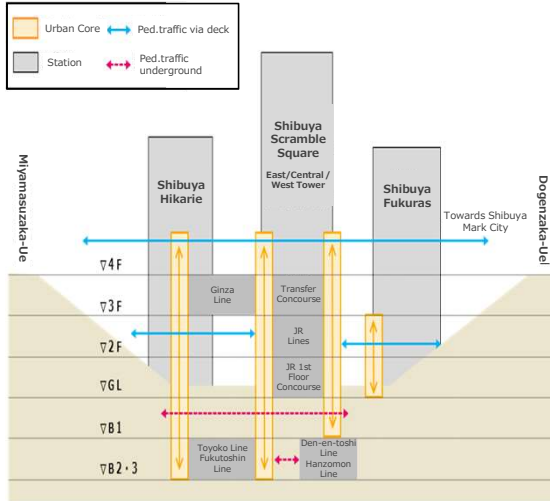 Urban Core
Ped.traffic via deck
Station
Ped.traffic
underground
Shibuya
Scramble
Square
East/Central /
West Tower
Shibuya
Hikarie
Shibuya
Fukuras
Miyamasuzaka-Ue
Dogenzaka-Uel
Towards Shibuya
Mark City
▽4F
Ginza
Line
Transfer
Concourse
▽3F
JR
Lines
▽2F
JR 1st
Floor
Concourse
▽GL
▽B1
Toyoko Line
Fukutoshin
Line
Den-en-toshi
Line
Hanzomon
Line
▽B2・3